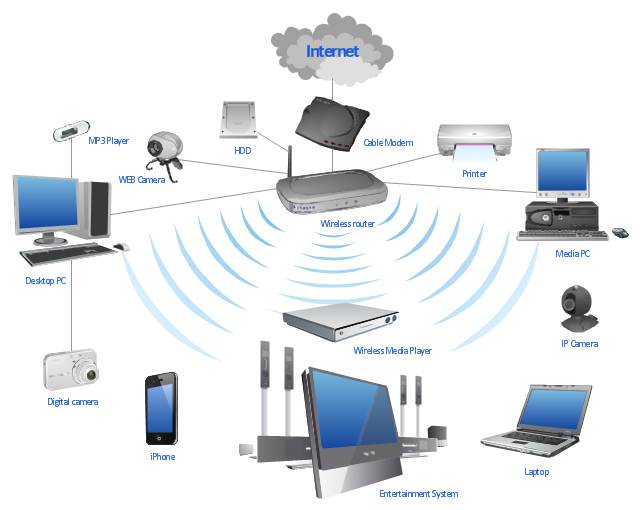 Internet
MP3 Player
HDD
Cable Modem
WEB Camera
Printer
Wireless router
Desktop PC
Media PC
Wireless Media Player
IP Camera
Digital camera
iPhone
Laptop
Entertainment System